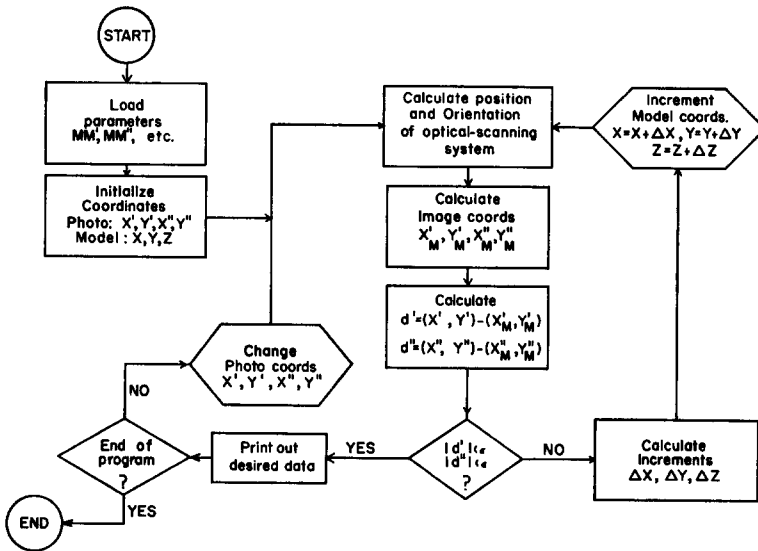 START
Load
parameters
MM', MM", etc.
Initialize
Coordinates
Photo: X', Y', X", Y"
Model : X, Y, Z
Calculate position
and Orientation
of optical-scanning
system
Increment
Model coords.
X=X+ΔX, Y=Y+ΔY
Z=Z+ΔZ
Calculate
Image coords
X'M, Y'M, X"M, Y"M
Calculate
d'=(X', Y')-(X'M, Y'M)
d"=(X", Y")-(X"M, Y"M)
Change
Photo coords
X', Y', X", Y"
NO
End of
program
?
YES
END
Print out
desired data
YES
|d'|<ε
|d"|<ε
?
NO
Calculate
Increments
ΔX, ΔY, ΔZ